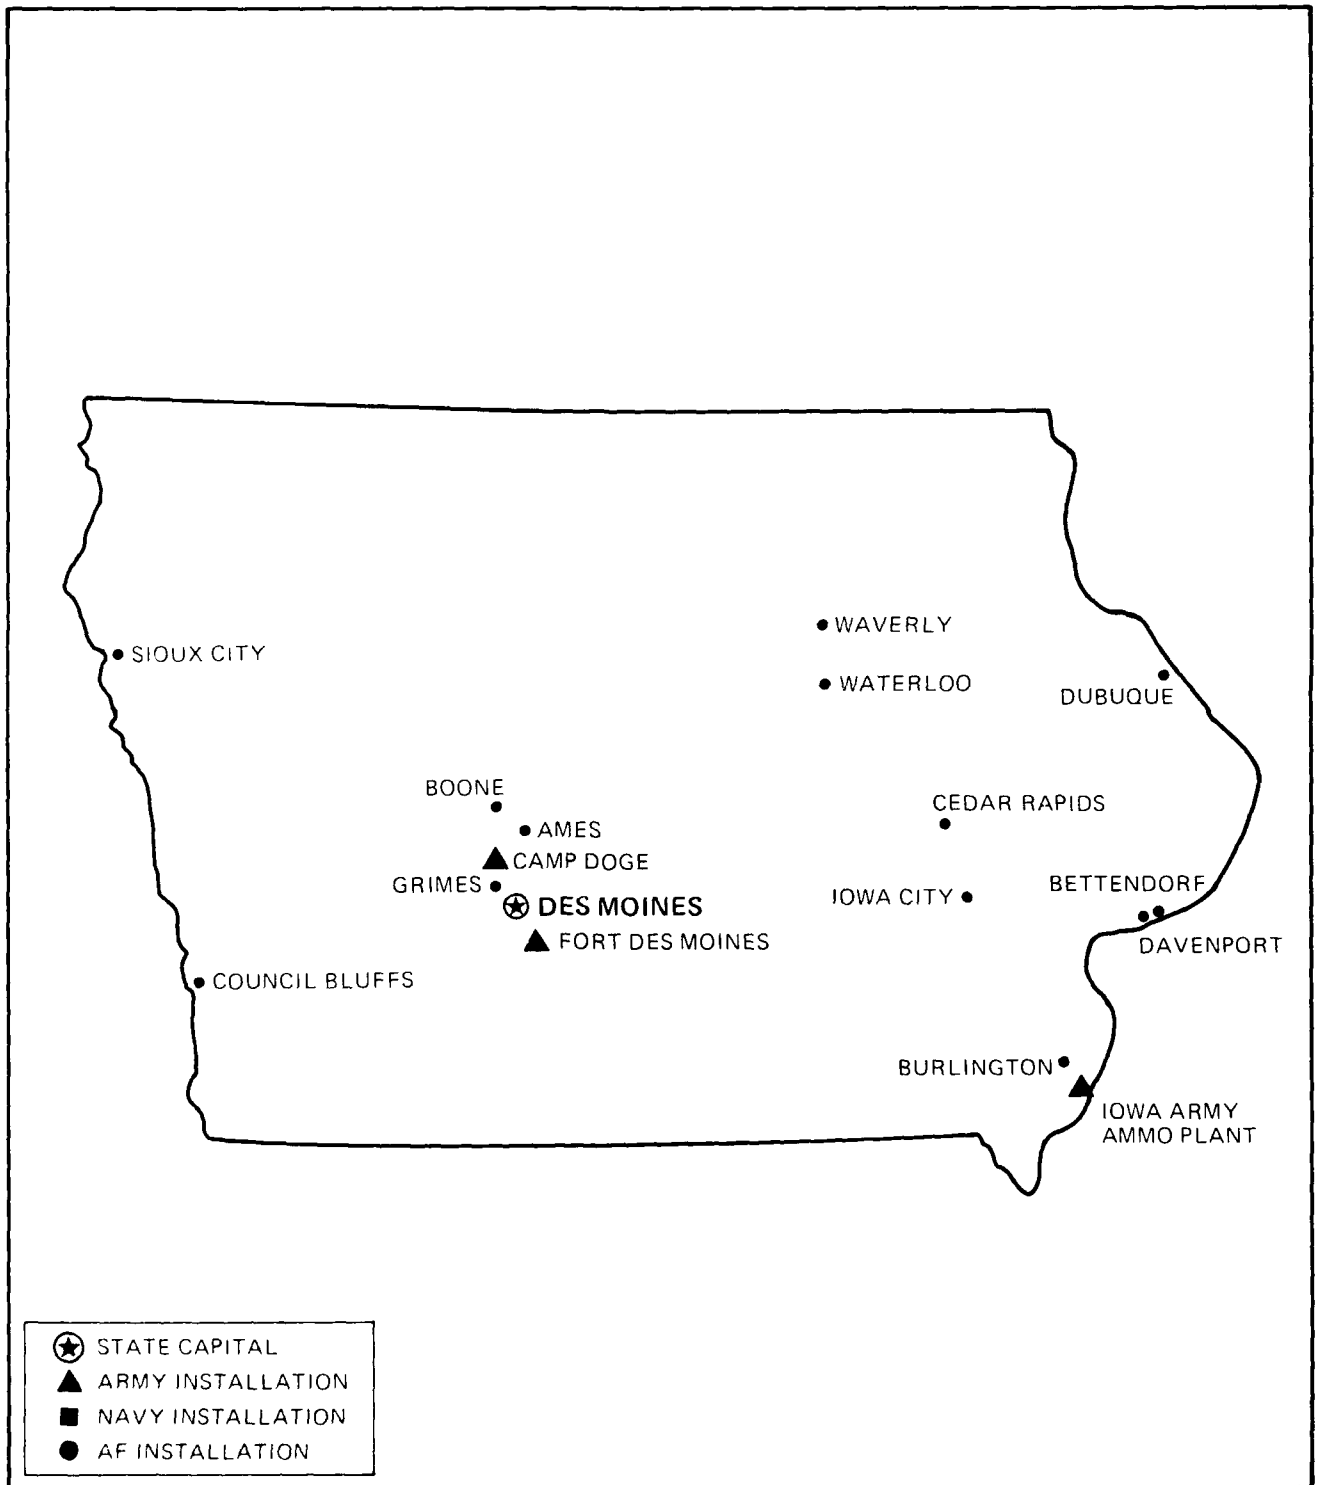 WAVERLY
SIOUX CITY
WATERLOO
DUBUQUE
BOONE
CEDAR RAPIDS
AMES
CAMP DOGE
GRIMES
BETTENDORF
IOWA CITY
DES MOINES
FORT DES MOINES
DAVENPORT
COUNCIL BLUFFS
BURLINGTON
IOWA ARMY
AMMO PLANT
STATE CAPITAL
ARMY INSTALLATION
NAVY INSTALLATION
AF INSTALLATION